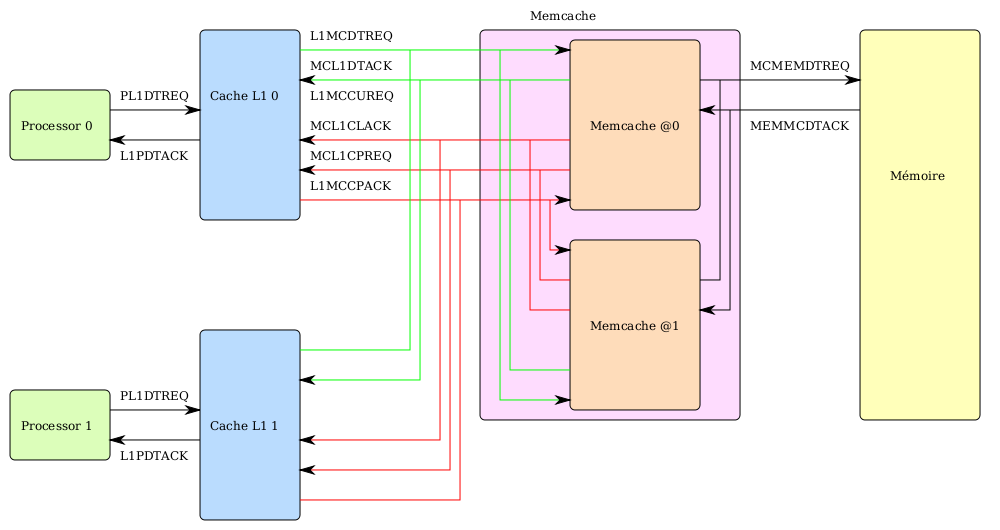 Memcache
L1MCDTREQ
MCL1DTACK
MCMEMDTREQ
PL1DTREQ
Cache L1 0
L1MCCUREQ
Processor 0
MCL1CLACK
Memcache @0
MEMMCDTACK
L1PDTACK
MCL1CPREQ
Mémoire
L1MCCPACK
Memcache @1
PL1DTREQ
Processor 1
Cache L1 1
L1PDTACK